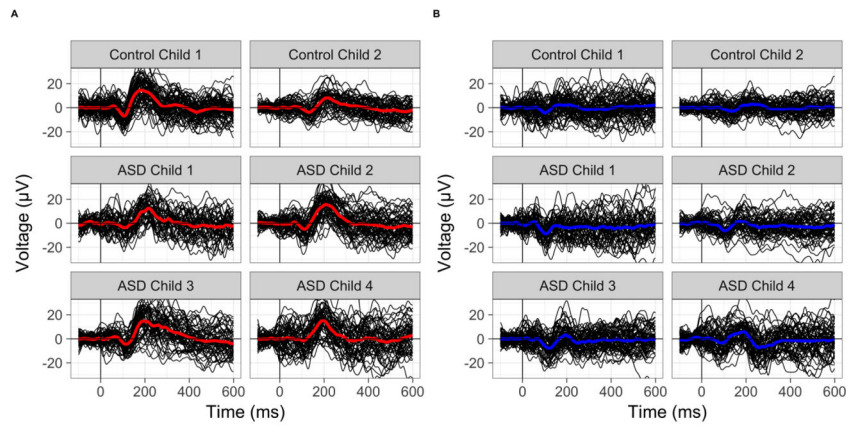 A
B
Control Child 1
Control Child 2
Control Child 1
Control Child 2
20
0
-20
20
0
-20
ASD Child 1
ASD Child 2
ASD Child 1
ASD Child 2
Voltage (µV)
20
0
-20
Voltage (µV)
20
0
-20
ASD Child 3
ASD Child 4
ASD Child 3
ASD Child 4
20
0
-20
20
0
-20
0 200 400 600
0 200 400 600
0 200 400 600
0 200 400 600
Time (ms)
Time (ms)